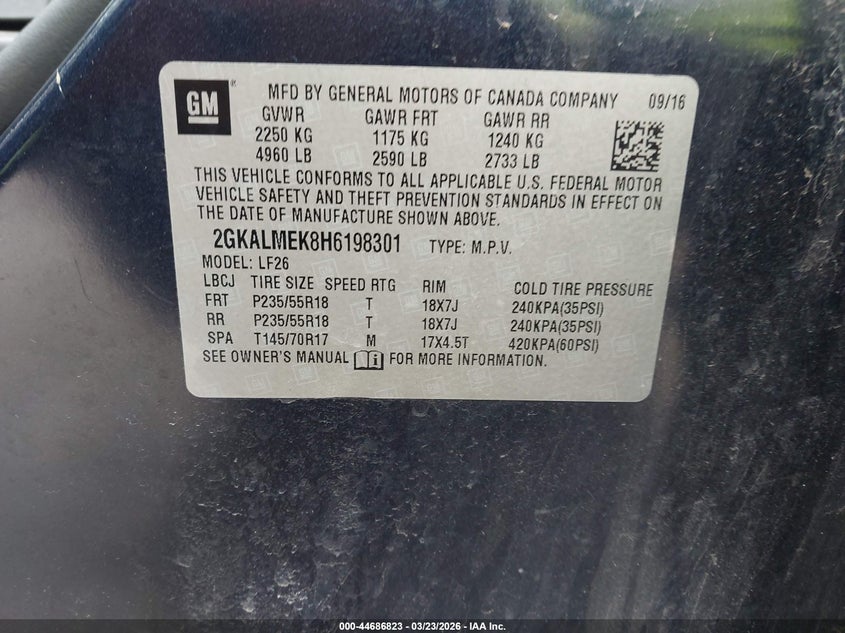 GM ® MFD BY GENERAL MOTORS OF CANADA COMPANY 09/16
GVWR GAWR FRT GAWR RR
2250 KG 1175 KG 1240 KG
4960 LB 2590 LB 2733 LB
THIS VEHICLE CONFORMS TO ALL APPLICABLE U.S. FEDERAL MOTOR
VEHICLE SAFETY AND THEFT PREVENTION STANDARDS IN EFFECT ON
THE DATE OF MANUFACTURE SHOWN ABOVE.
2GKALMEK8H6198301 TYPE: M.P.V.
MODEL: LF26
LBCJ TIRE SIZE SPEED RTG RIM COLD TIRE PRESSURE
FRT P235/55R18 T 18X7J 240KPA(35PSI)
RR P235/55R18 T 18X7J 240KPA(35PSI)
SPA T145/70R17 M 17X4.5T 420KPA(60PSI)
SEE OWNER'S MANUAL FOR MORE INFORMATION.
000-44686823 - 03/23/2026 - IAA Inc.